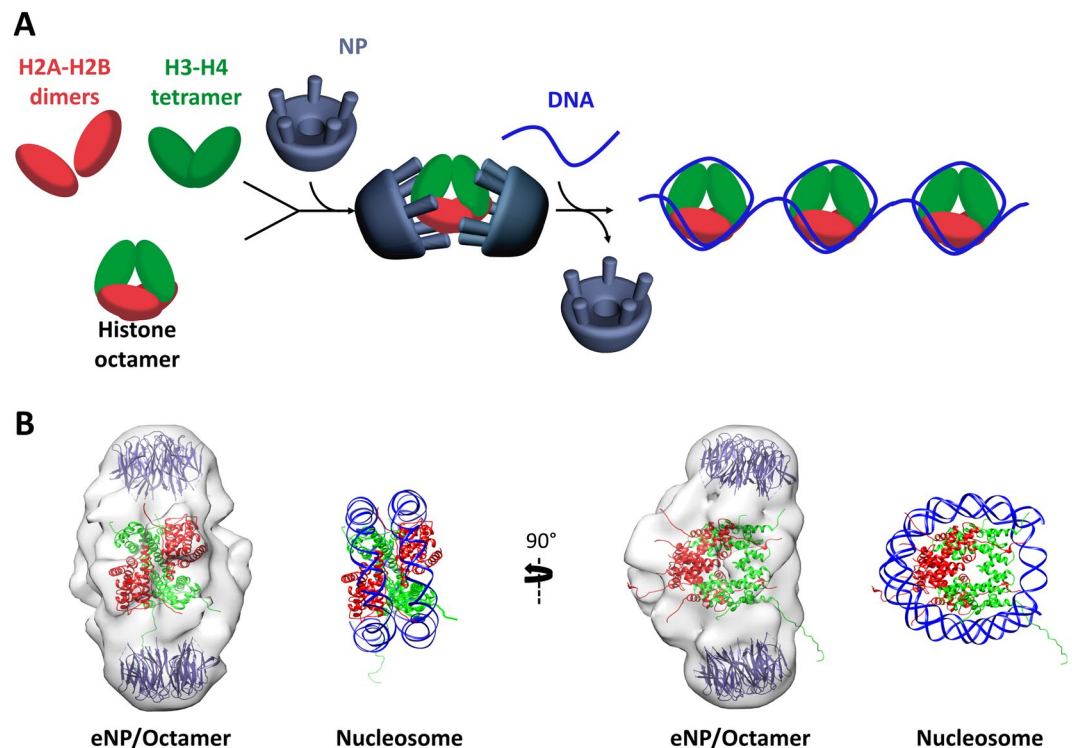 A
H2A-H2B
dimers
H3-H4
tetramer
NP
DNA
Histone
octamer
B
90°
eNP/Octamer
Nucleosome
eNP/Octamer
Nucleosome